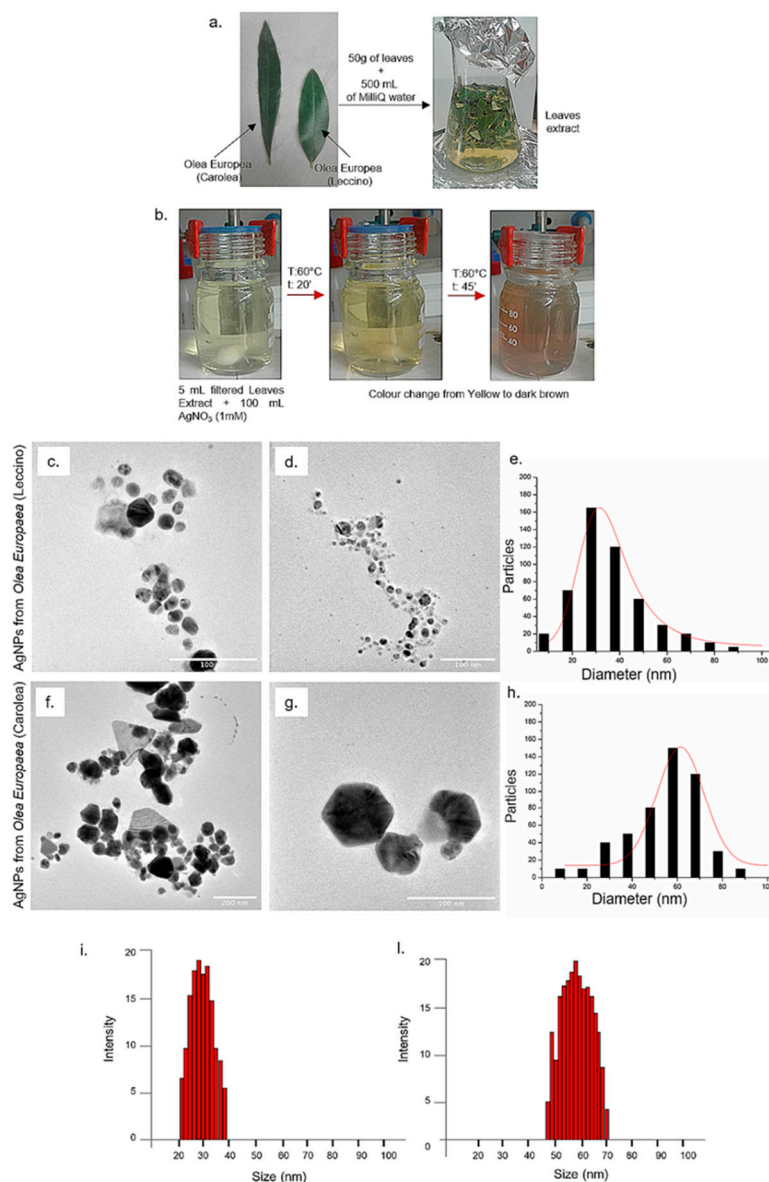 a.
50g of leaves
+
500 mL
of MilliQ water
Olea Europea
(Carolea)
Olea Europea
(Leccino)
Leaves
extract
b.
T:60°C
t: 20'
T:60°C
t: 45'
80
60
40
5 mL filtered Leaves
Extract + 100 mL
AgNO₃ (1mM)
Colour change from Yellow to dark brown
AgNPs from Olea Europaea (Leccino)
c.
100 nm
d.
100 nm
e.
Particles
200
180
160
140
120
100
80
60
40
20
0
20 40 60 80 100
Diameter (nm)
AgNPs from Olea Europaea (Carolea)
f.
200 nm
g.
100 nm
h.
Particles
200
180
160
140
120
100
80
60
40
20
0
0 20 40 60 80 100
Diameter (nm)
i.
Intensity
20
15
10
5
0
20 30 40 50 60 70 80 90 100
Size (nm)
l.
Intensity
20
15
10
5
0
20 30 40 50 60 70 80 90 100
Size (nm)